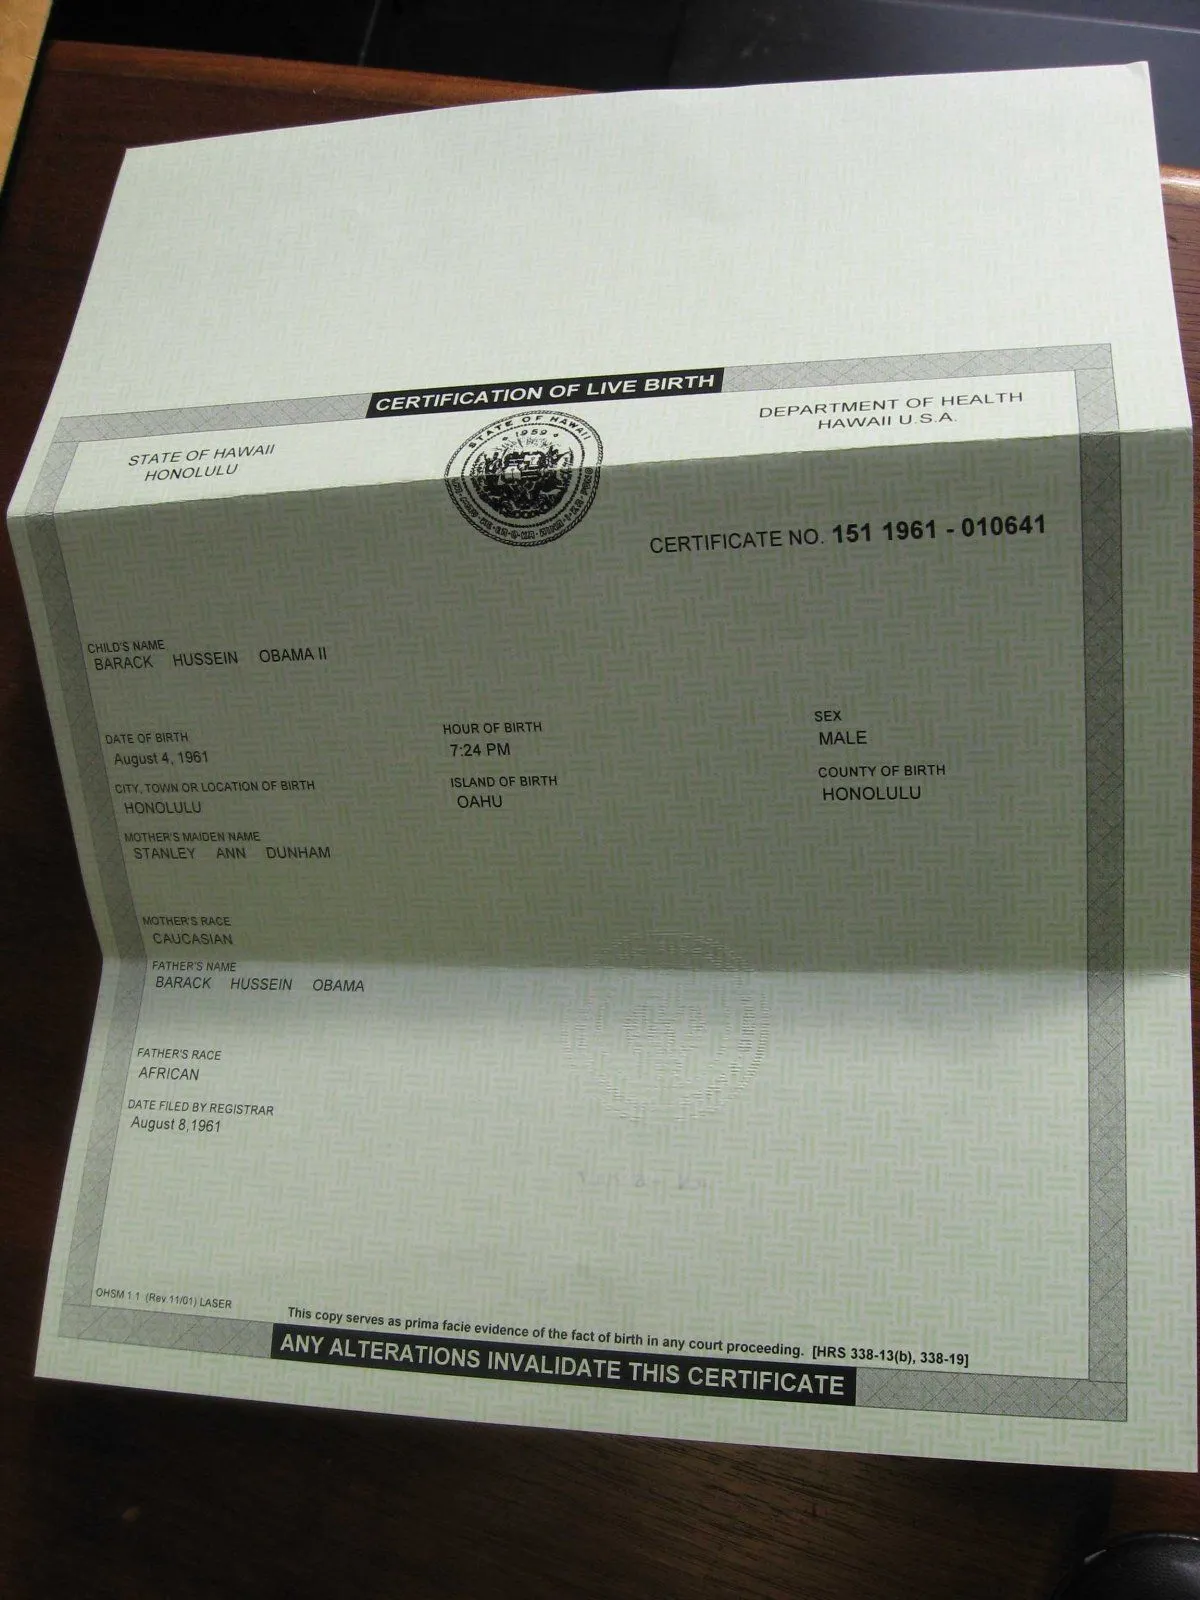 CERTIFICATION OF LIVE BIRTH
STATE OF HAWAII
HONOLULU
DEPARTMENT OF HEALTH
HAWAII U.S.A.
STATE OF HAWAII
1959
CERTIFICATE NO. 151 1961 - 010641
CHILD'S NAME
BARACK HUSSEIN OBAMA II
DATE OF BIRTH
August 4, 1961
HOUR OF BIRTH
7:24 PM
SEX
MALE
CITY, TOWN OR LOCATION OF BIRTH
HONOLULU
ISLAND OF BIRTH
OAHU
COUNTY OF BIRTH
HONOLULU
MOTHER'S MAIDEN NAME
STANLEY ANN DUNHAM
MOTHER'S RACE
CAUCASIAN
FATHER'S NAME
BARACK HUSSEIN OBAMA
FATHER'S RACE
AFRICAN
DATE FILED BY REGISTRAR
August 8,1961
OHSM 1.1 (Rev 11/01) LASER
This copy serves as prima facie evidence of the fact of birth in any court proceeding. [HRS 338-13(b), 338-19]
ANY ALTERATIONS INVALIDATE THIS CERTIFICATE